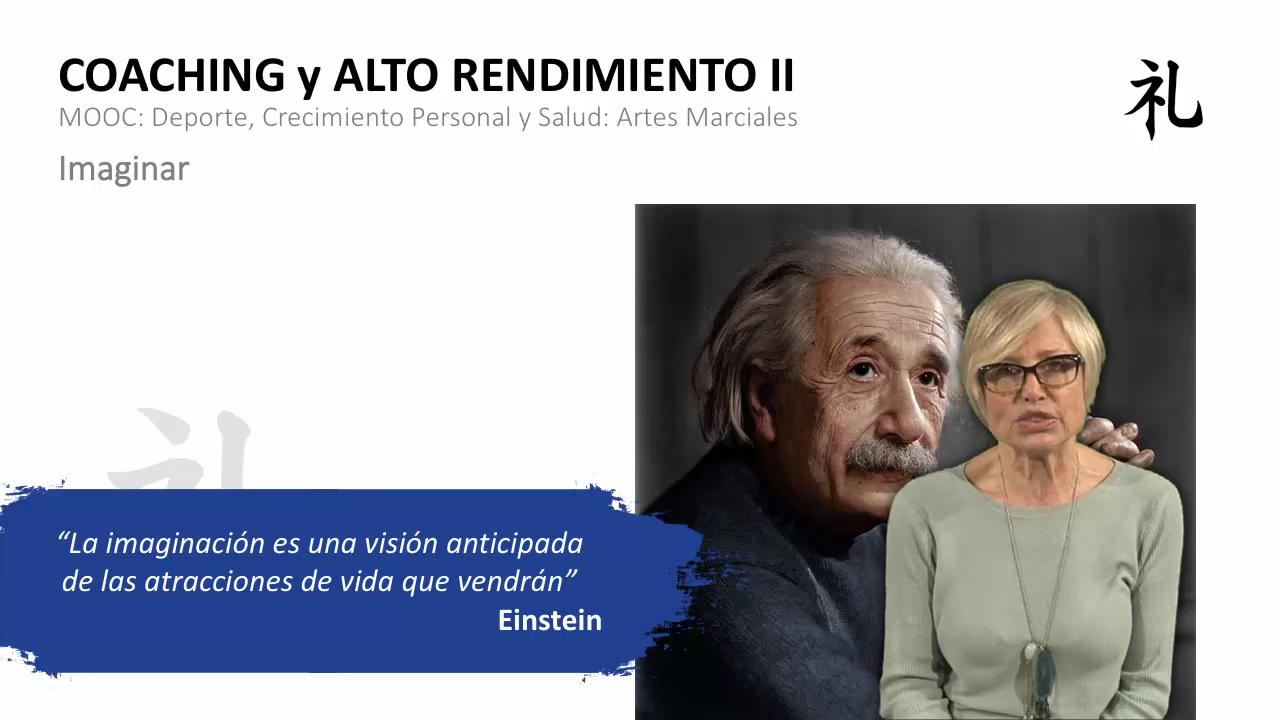 COACHING y ALTO RENDIMIENTO II
MOOC: Deporte, Crecimiento Personal y Salud: Artes Marciales
Imaginar
礼
礼
“La imaginación es una visión anticipada
de las atracciones de vida que vendrán”
Einstein